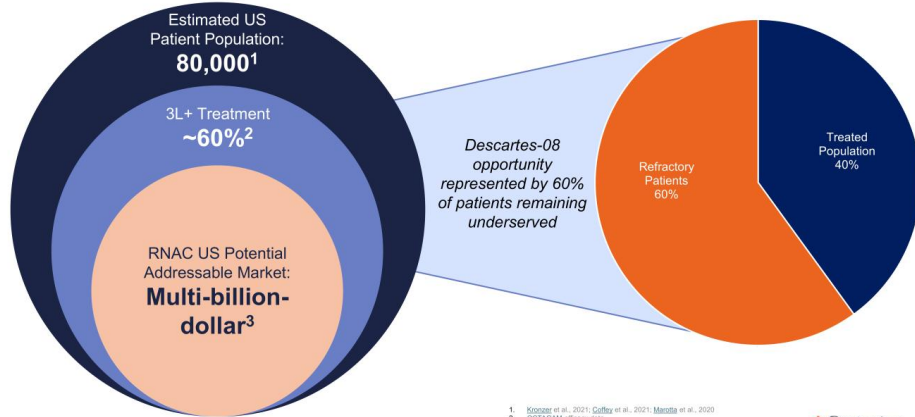 Estimated US
Patient Population:
80,000¹
3L+ Treatment
~60%²
RNAC US Potential
Addressable Market:
Multi-billion-
dollar³
Descartes-08
opportunity
represented by 60%
of patients remaining
underserved
Refractory
Patients
60%
Treated
Population
40%
1. Kronzer et al., 2021; Coffey et al., 2021; Marotta et al., 2020